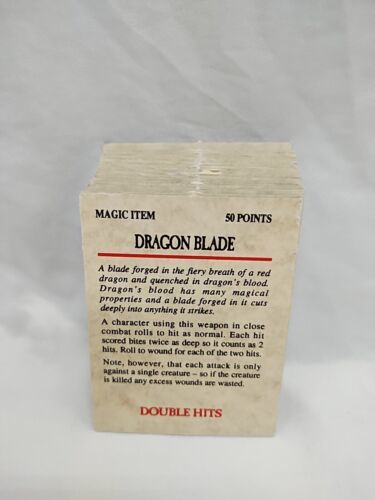 MAGIC ITEM 50 POINTS
DRAGON BLADE
A blade forged in the fiery breath of a red
dragon and quenched in dragon's blood.
Dragon's blood has many magical
properties and a blade forged in it cuts
deeply into anything it strikes.
A character using this weapon in close
combat rolls to hit as normal. Each hit
scored bites twice as deep so it counts as 2
hits. Roll to wound for each of the two hits.
Note, however, that each attack is only
against a single creature – so if the creature
is killed any excess wounds are wasted.
DOUBLE HITS